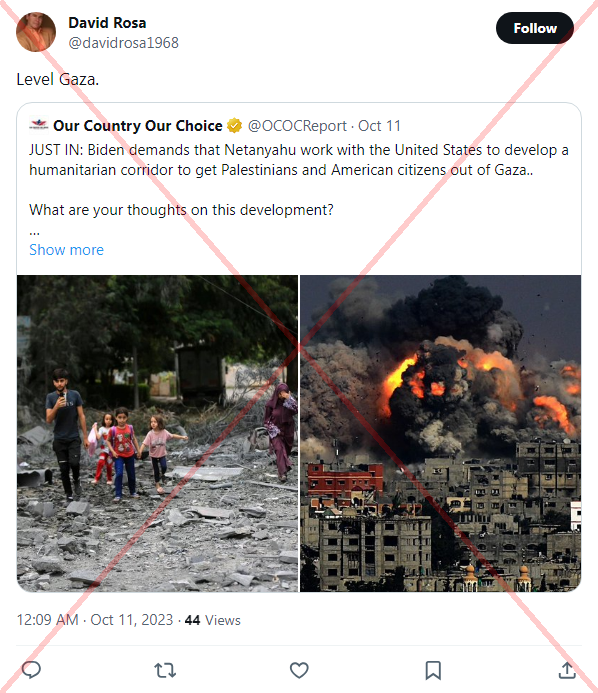 David Rosa
@davidrosa1968
Follow
Level Gaza.
Our Country Our Choice @OCOCReport · Oct 11
JUST IN: Biden demands that Netanyahu work with the United States to develop a
humanitarian corridor to get Palestinians and American citizens out of Gaza..
What are your thoughts on this development?
...
Show more
12:09 AM · Oct 11, 2023 · 44 Views